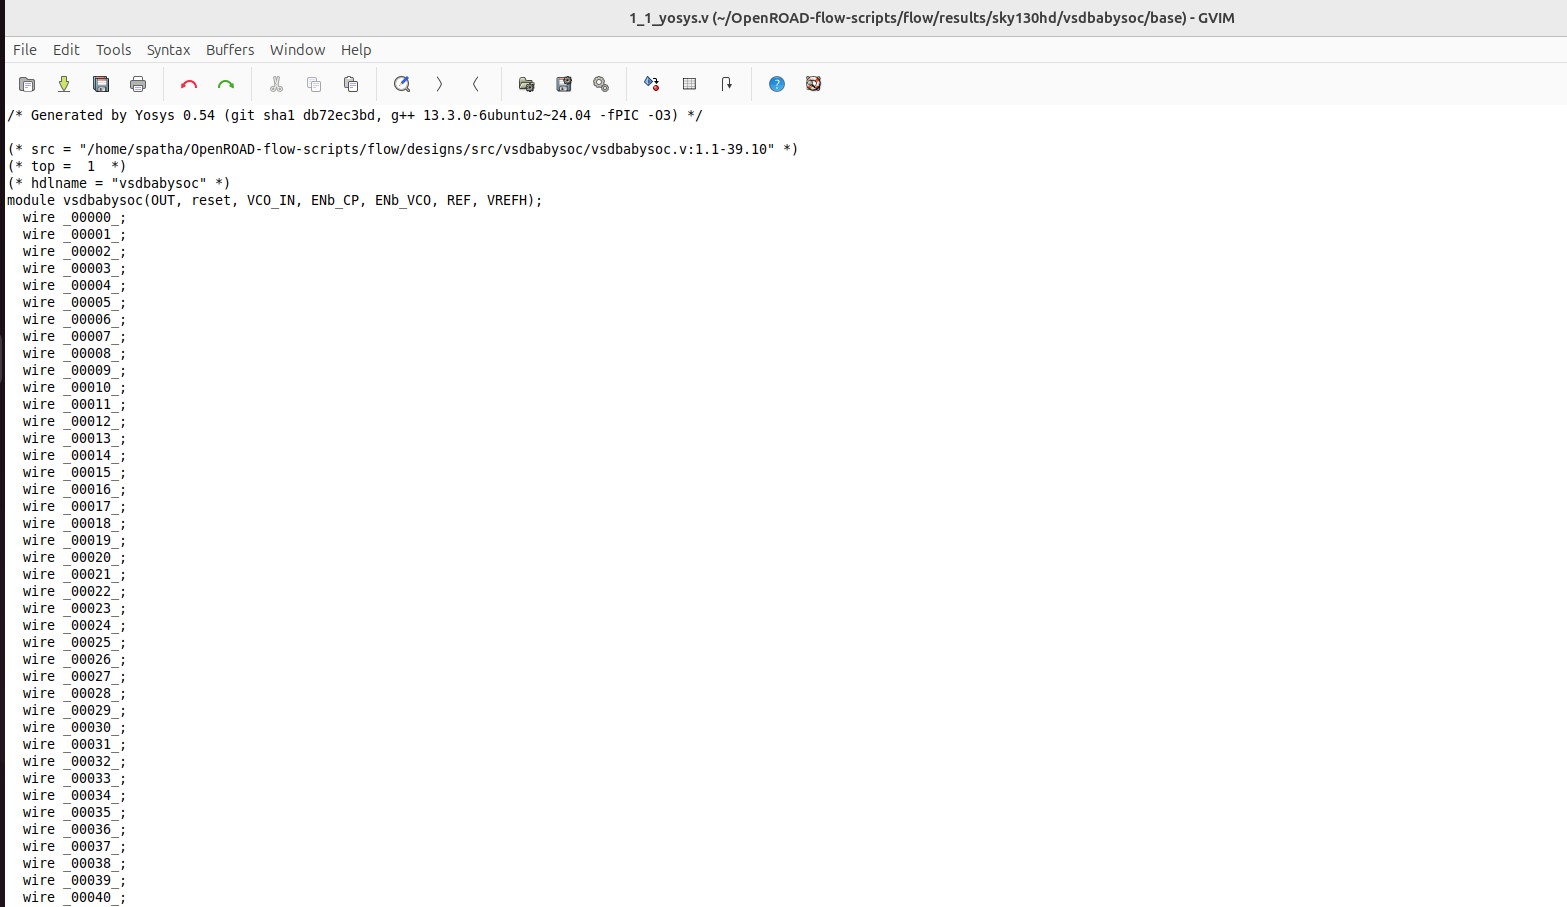 1_1_yosys.v (~/OpenROAD-flow-scripts/flow/results/sky130hd/vsdbabysoc/base) - GVIM
File Edit Tools Syntax Buffers Window Help
/* Generated by Yosys 0.54 (git sha1 db72ec3bd, g++ 13.3.0-6ubuntu2~24.04 -fPIC -O3) */
(* src = "/home/spatha/OpenROAD-flow-scripts/flow/designs/src/vsdbabysoc/vsdbabysoc.v:1.1-39.10" *)
(* top =  1  *)
(* hdlname = "vsdbabysoc" *)
module vsdbabysoc(OUT, reset, VCO_IN, ENb_CP, ENb_VCO, REF, VREFH);
  wire _00000_;
  wire _00001_;
  wire _00002_;
  wire _00003_;
  wire _00004_;
  wire _00005_;
  wire _00006_;
  wire _00007_;
  wire _00008_;
  wire _00009_;
  wire _00010_;
  wire _00011_;
  wire _00012_;
  wire _00013_;
  wire _00014_;
  wire _00015_;
  wire _00016_;
  wire _00017_;
  wire _00018_;
  wire _00019_;
  wire _00020_;
  wire _00021_;
  wire _00022_;
  wire _00023_;
  wire _00024_;
  wire _00025_;
  wire _00026_;
  wire _00027_;
  wire _00028_;
  wire _00029_;
  wire _00030_;
  wire _00031_;
  wire _00032_;
  wire _00033_;
  wire _00034_;
  wire _00035_;
  wire _00036_;
  wire _00037_;
  wire _00038_;
  wire _00039_;
  wire _00040_;